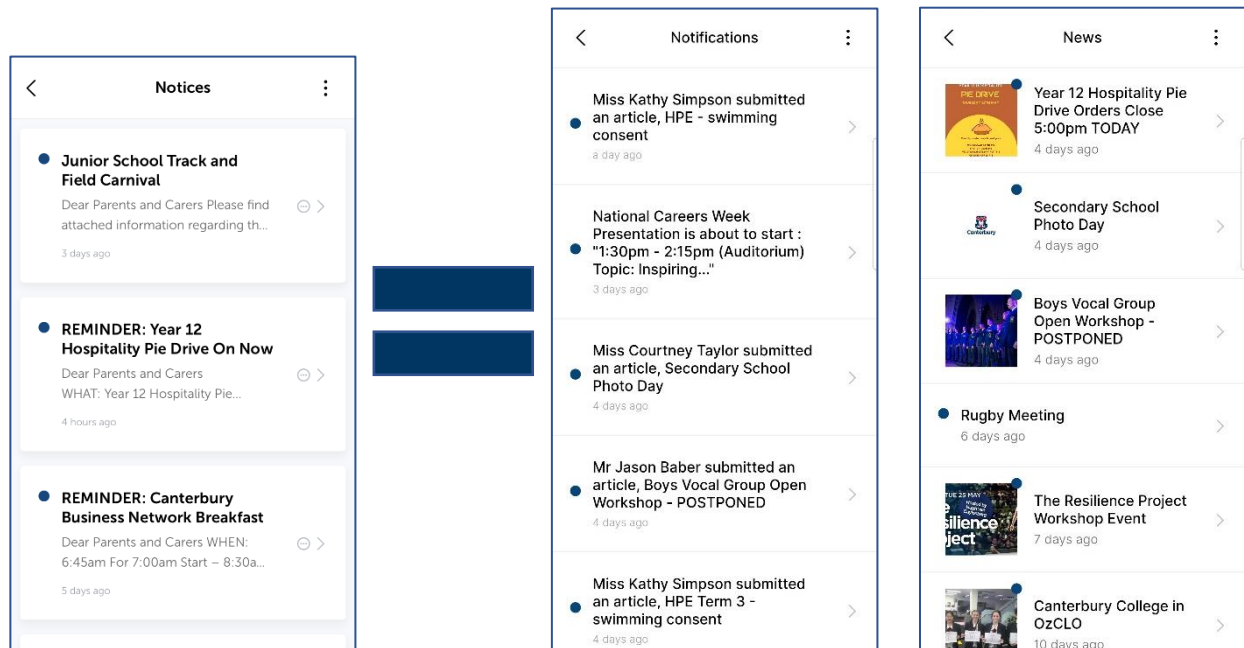 Notices
Junior School Track and
Field Carnival
Dear Parents and Carers Please find
attached information regarding th...
3 days ago
REMINDER: Year 12
Hospitality Pie Drive On Now
Dear Parents and Carers
WHAT: Year 12 Hospitality Pie...
4 hours ago
REMINDER: Canterbury
Business Network Breakfast
Dear Parents and Carers WHEN:
6:45am For 7:00am Start – 8:30a...
5 days ago
Notifications
Miss Kathy Simpson submitted
an article, HPE - swimming
consent
a day ago
National Careers Week
Presentation is about to start :
"1:30pm - 2:15pm (Auditorium)
Topic: Inspiring..."
3 days ago
Miss Courtney Taylor submitted
an article, Secondary School
Photo Day
4 days ago
Mr Jason Baber submitted an
article, Boys Vocal Group Open
Workshop - POSTPONED
4 days ago
Miss Kathy Simpson submitted
an article, HPE Term 3 -
swimming consent
4 days ago
News
PIE DRIVE
Year 12 Hospitality Pie
Drive Orders Close
5:00pm TODAY
4 days ago
Canterbury
Secondary School
Photo Day
4 days ago
Boys Vocal Group
Open Workshop -
POSTPONED
4 days ago
Rugby Meeting
6 days ago
TUE 25 MAY
silience
ject
The Resilience Project
Workshop Event
7 days ago
Canterbury College in
OzCLO
10 days ago